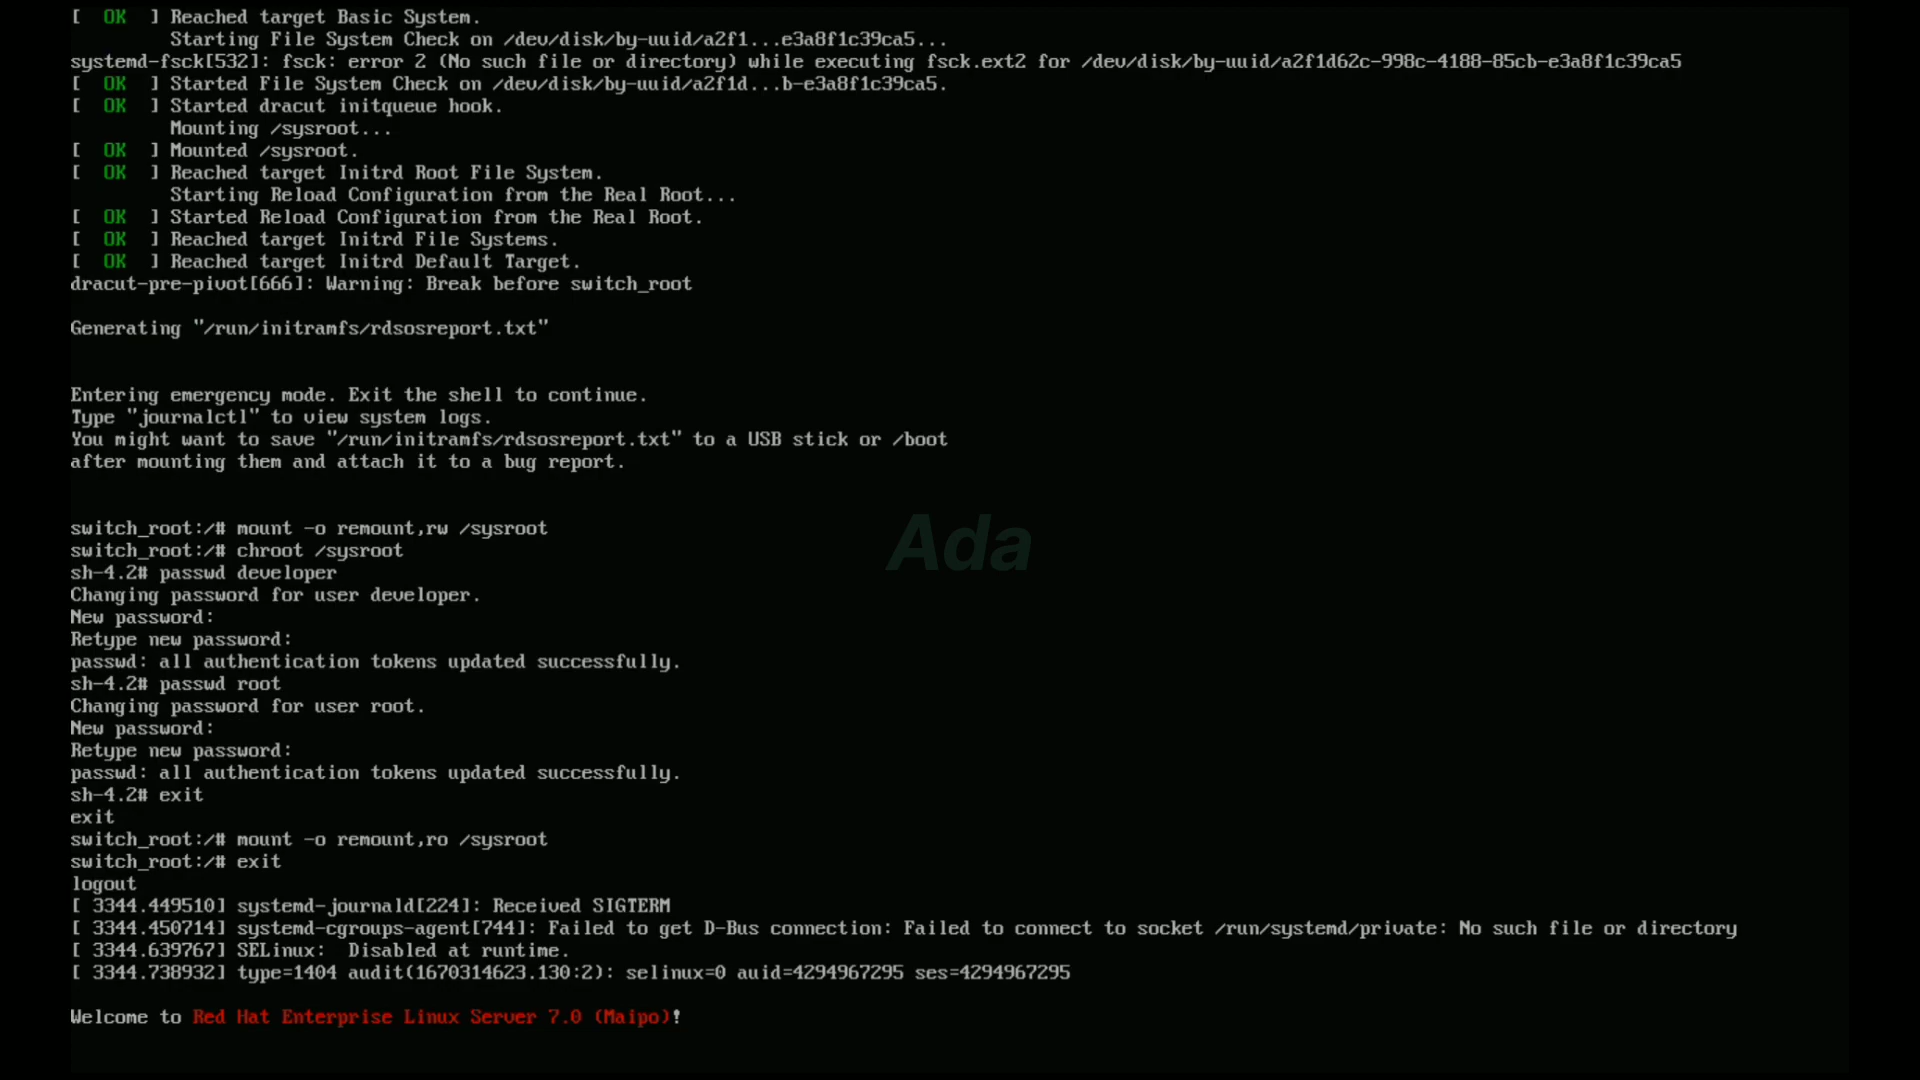 [  OK  ] Reached target Basic System.
         Starting File System Check on /dev/disk/by-uuid/a2f1...e3a8f1c39ca5...
systemd-fsck[532]: fsck: error 2 (No such file or directory) while executing fsck.ext2 for /dev/disk/by-uuid/a2f1d62c-998c-4188-85cb-e3a8f1c39ca5
[  OK  ] Started File System Check on /dev/disk/by-uuid/a2f1d...b-e3a8f1c39ca5.
[  OK  ] Started dracut initqueue hook.
         Mounting /sysroot...
[  OK  ] Mounted /sysroot.
[  OK  ] Reached target Initrd Root File System.
         Starting Reload Configuration from the Real Root...
[  OK  ] Started Reload Configuration from the Real Root.
[  OK  ] Reached target Initrd File Systems.
[  OK  ] Reached target Initrd Default Target.
dracut-pre-pivot[666]: Warning: Break before switch_root
Generating "/run/initramfs/rdsosreport.txt"
Entering emergency mode. Exit the shell to continue.
Type "journalctl" to view system logs.
You might want to save "/run/initramfs/rdsosreport.txt" to a USB stick or /boot
after mounting them and attach it to a bug report.
switch_root:/# mount -o remount,rw /sysroot
switch_root:/# chroot /sysroot
Ada
sh-4.2# passwd developer
Changing password for user developer.
New password:
Retype new password:
passwd: all authentication tokens updated successfully.
sh-4.2# passwd root
Changing password for user root.
New password:
Retype new password:
passwd: all authentication tokens updated successfully.
sh-4.2# exit
exit
switch_root:/# mount -o remount,ro /sysroot
switch_root:/# exit
logout
[ 3344.449510] systemd-journald[224]: Received SIGTERM
[ 3344.450714] systemd-cgroups-agent[744]: Failed to get D-Bus connection: Failed to connect to socket /run/systemd/private: No such file or directory
[ 3344.639767] SELinux:  Disabled at runtime.
[ 3344.738932] type=1404 audit(1670314623.130:2): selinux=0 auid=4294967295 ses=4294967295
Welcome to Red Hat Enterprise Linux Server 7.0 (Maipo)!